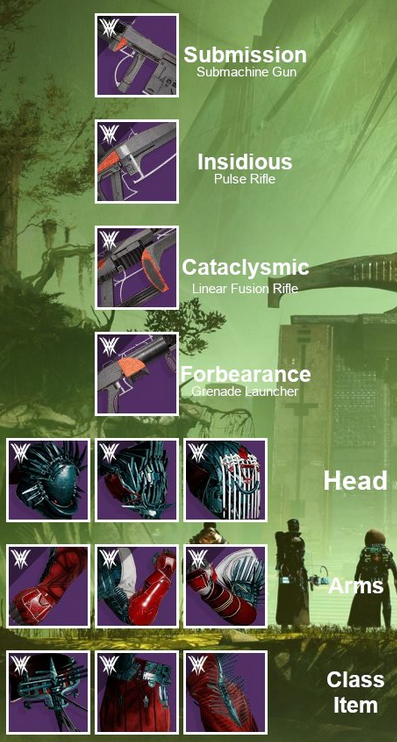 Submission
Submachine Gun
Insidious
Pulse Rifle
Cataclysmic
Linear Fusion Rifle
Forbearance
Grenade Launcher
Head
Arms
Class
Item